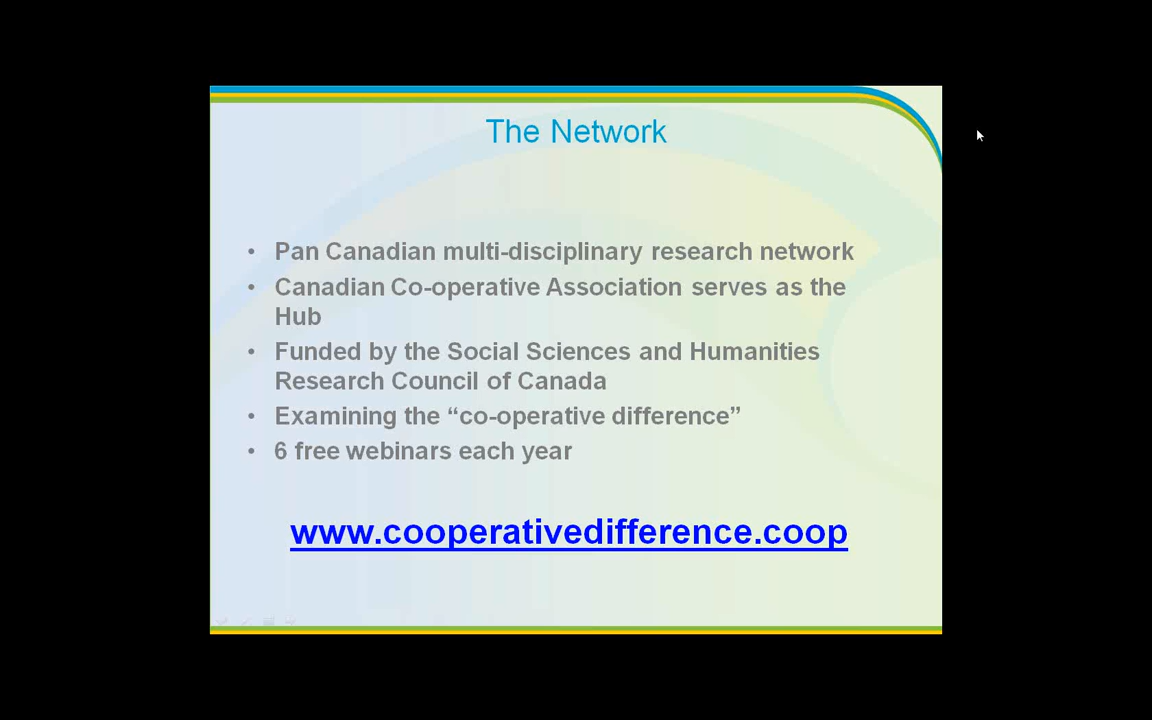 The Network
• Pan Canadian multi-disciplinary research network
• Canadian Co-operative Association serves as the
Hub
• Funded by the Social Sciences and Humanities
Research Council of Canada
• Examining the “co-operative difference”
• 6 free webinars each year
www.cooperativedifference.coop